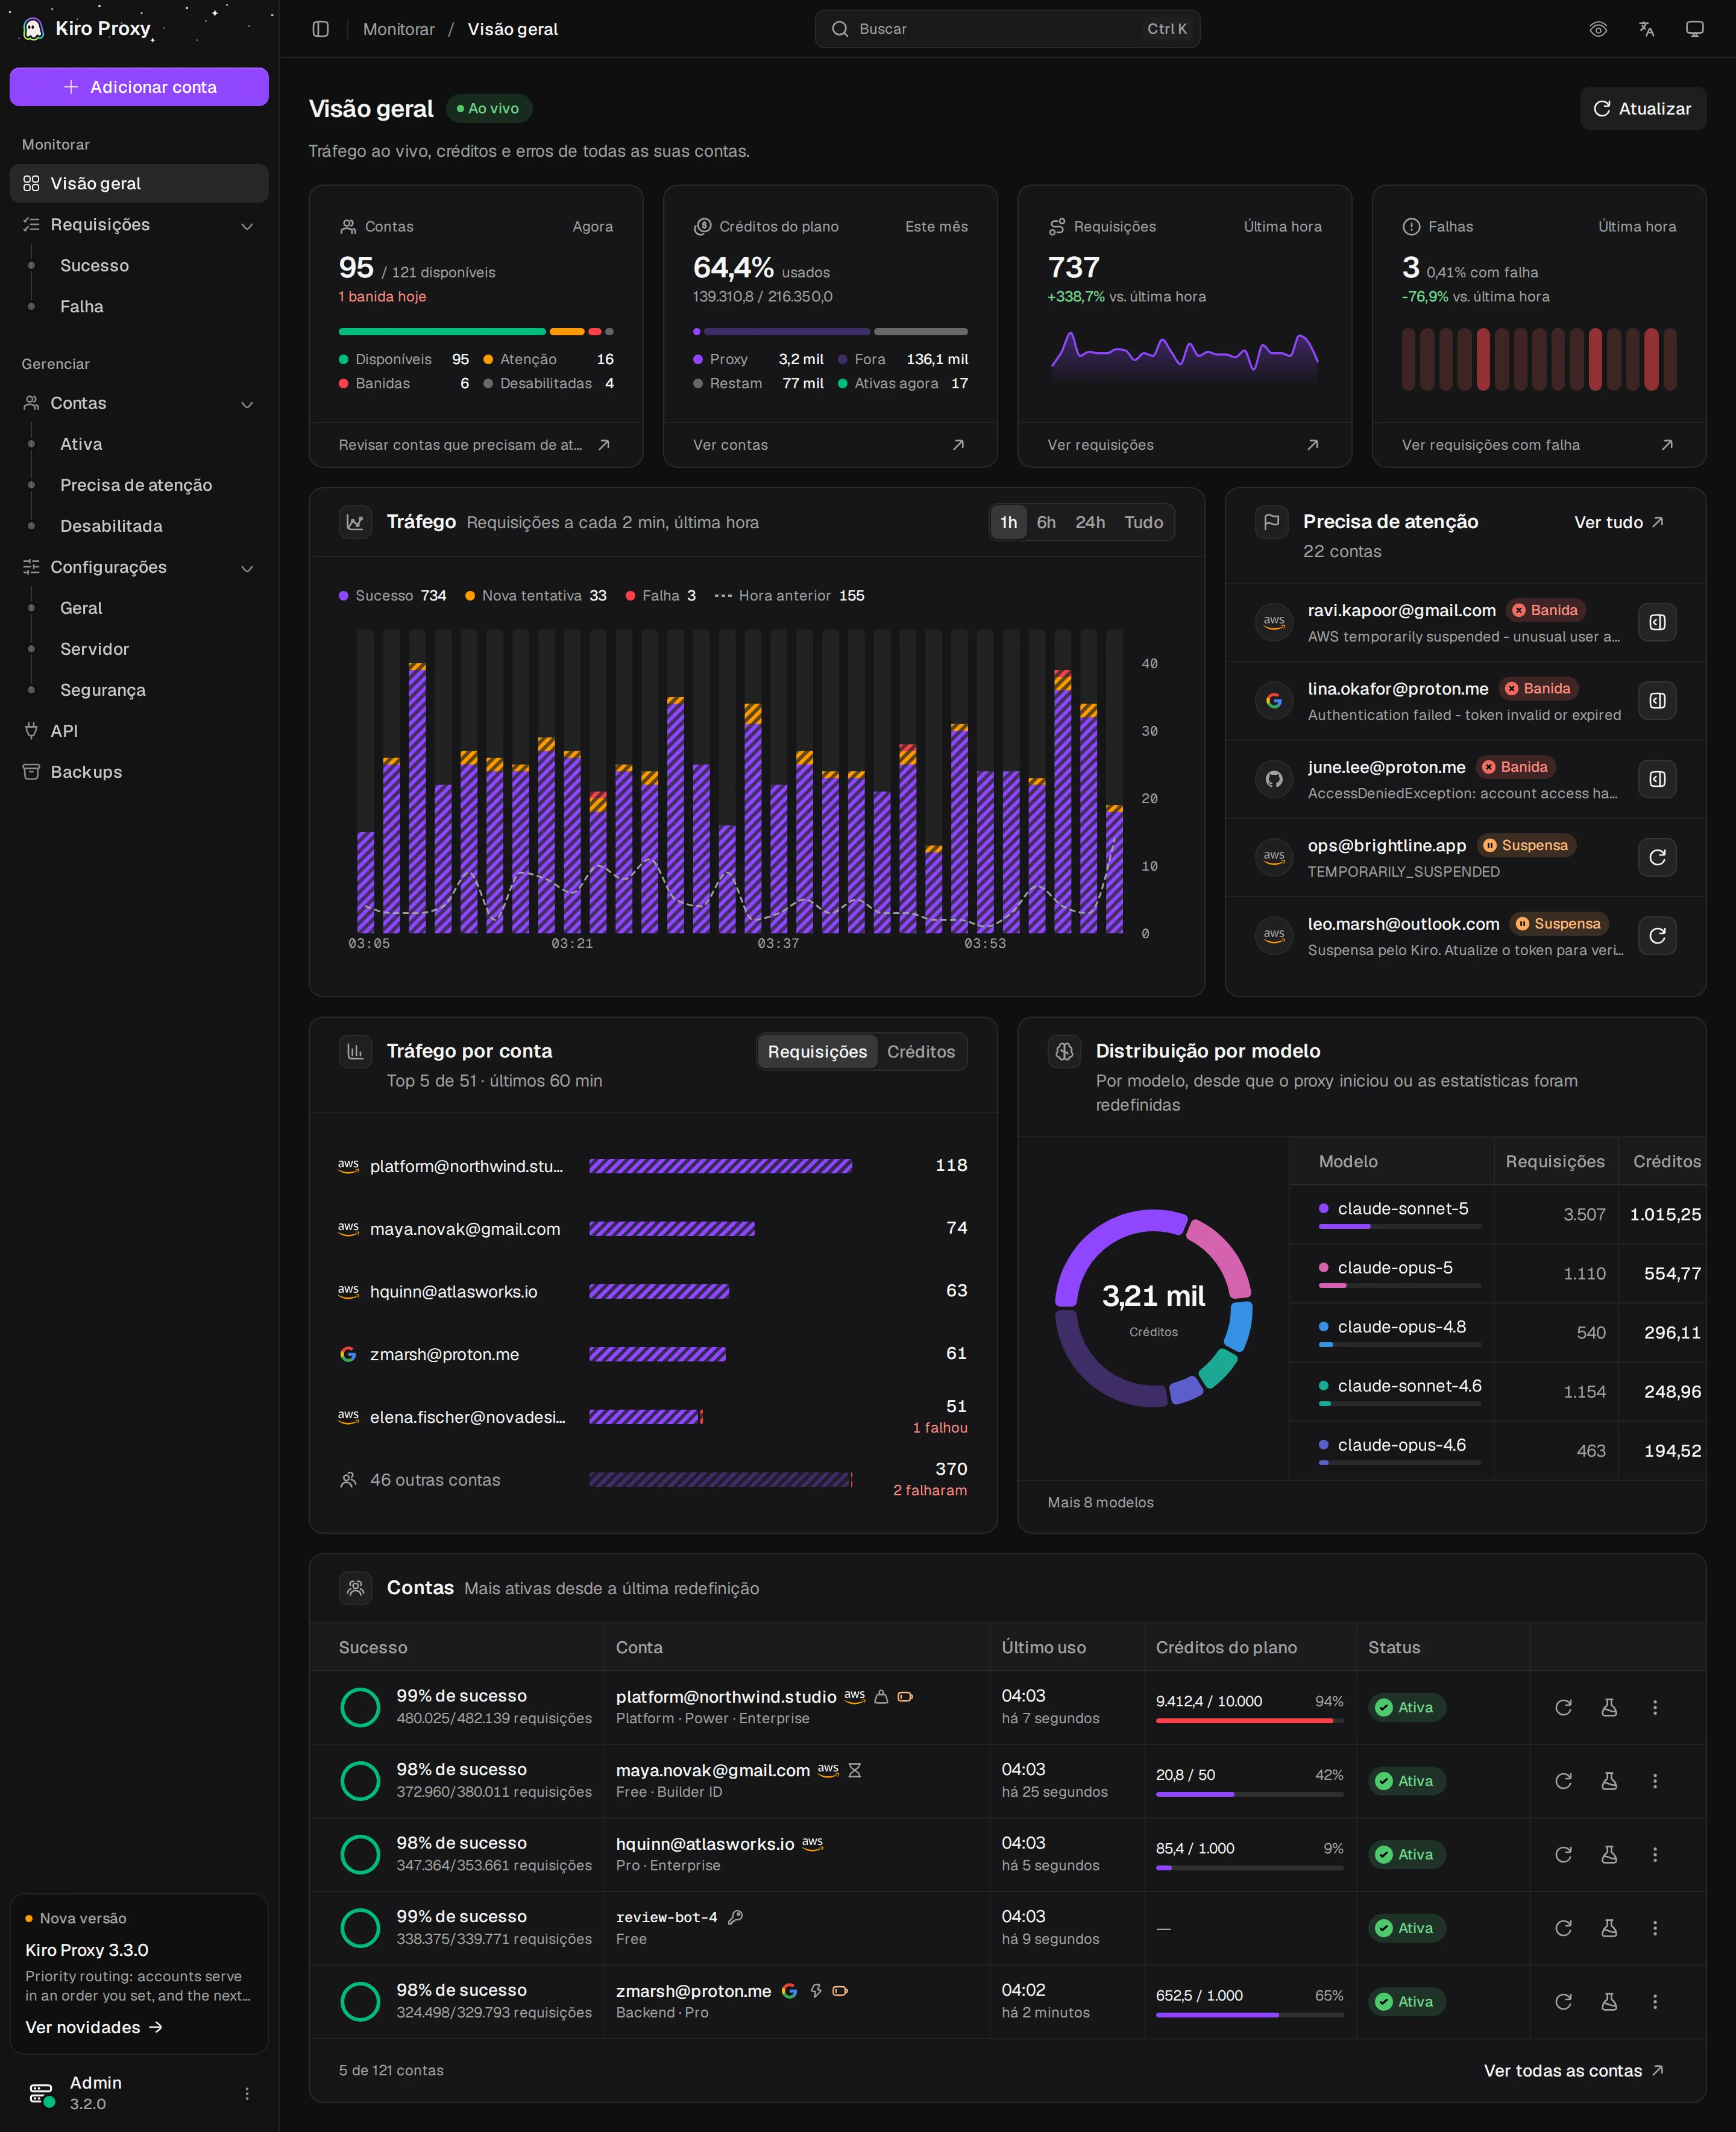 Kiro Proxy
Adicionar conta
Monitorar
Visão geral
Requisições
Sucesso
Falha
Gerenciar
Contas
Ativa
Precisa de atenção
Desabilitada
Configurações
Geral
Servidor
Segurança
API
Backups
Nova versão
Kiro Proxy 3.3.0
Priority routing: accounts serve
in an order you set, and the next...
Ver novidades
Admin
3.2.0
Monitorar / Visão geral
Buscar Ctrl K
Visão geral Ao vivo
Atualizar
Tráfego ao vivo, créditos e erros de todas as suas contas.
Contas Agora
95 / 121 disponíveis
1 banida hoje
Disponíveis 95 Atenção 16
Banidas 6 Desabilitadas 4
Revisar contas que precisam de at...
Créditos do plano Este mês
64,4% usados
139.310,8 / 216.350,0
Proxy 3,2 mil Fora 136,1 mil
Restam 77 mil Ativas agora 17
Ver contas
Requisições Última hora
737
+338,7% vs. última hora
Ver requisições
Falhas Última hora
3 0,41% com falha
-76,9% vs. última hora
Ver requisições com falha
Tráfego Requisições a cada 2 min, última hora
1h 6h 24h Tudo
Sucesso 734 Nova tentativa 33 Falha 3 Hora anterior 155
40
30
20
10
0
03:05 03:21 03:37 03:53
Precisa de atenção Ver tudo
22 contas
aws ravi.kapoor@gmail.com Banida
AWS temporarily suspended - unusual user a...
lina.okafor@proton.me Banida
Authentication failed - token invalid or expired
june.lee@proton.me Banida
AccessDeniedException: account access ha...
aws ops@brightline.app Suspensa
TEMPORARILY_SUSPENDED
aws leo.marsh@outlook.com Suspensa
Suspensa pelo Kiro. Atualize o token para veri...
Tráfego por conta
Requisições Créditos
Top 5 de 51 · últimos 60 min
aws platform@northwind.stu... 118
aws maya.novak@gmail.com 74
aws hquinn@atlasworks.io 63
zmarsh@proton.me 61
aws elena.fischer@novadesi... 51
1 falhou
46 outras contas 370
2 falharam
Distribuição por modelo
Por modelo, desde que o proxy iniciou ou as estatísticas foram
redefinidas
3,21 mil
Créditos
Modelo Requisições Créditos
claude-sonnet-5 3.507 1.015,25
claude-opus-5 1.110 554,77
claude-opus-4.8 540 296,11
claude-sonnet-4.6 1.154 248,96
claude-opus-4.6 463 194,52
Mais 8 modelos
Contas Mais ativas desde a última redefinição
Sucesso Conta Último uso Créditos do plano Status
99% de sucesso platform@northwind.studio aws 04:03 9.412,4 / 10.000 94% Ativa
480.025/482.139 requisições Platform · Power · Enterprise há 7 segundos
98% de sucesso maya.novak@gmail.com aws 04:03 20,8 / 50 42% Ativa
372.960/380.011 requisições Free · Builder ID há 25 segundos
98% de sucesso hquinn@atlasworks.io aws 04:03 85,4 / 1.000 9% Ativa
347.364/353.661 requisições Pro · Enterprise há 5 segundos
99% de sucesso review-bot-4 04:03 — Ativa
338.375/339.771 requisições Free há 9 segundos
98% de sucesso zmarsh@proton.me 04:02 652,5 / 1.000 65% Ativa
324.498/329.793 requisições Backend · Pro há 2 minutos
5 de 121 contas Ver todas as contas